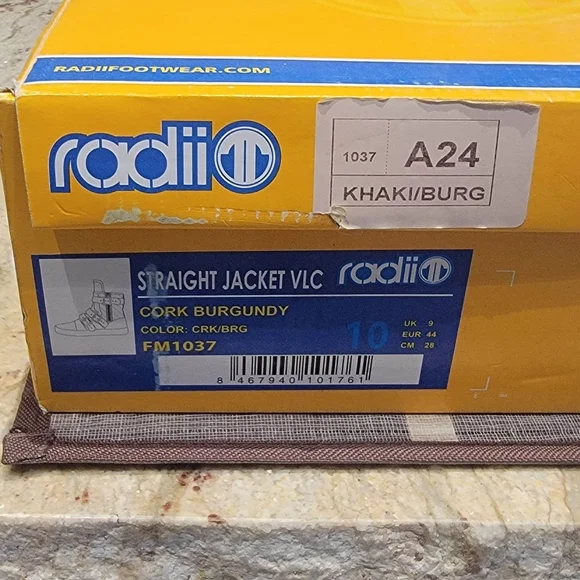 RADIIFOOTWEAR.COM
radii
1037 A24
KHAKI/BURG
STRAIGHT JACKET VLC radii
CORK BURGUNDY
COLOR: CRK/BRG
FM1037
10
UK 9
EUR 44
CM 28
8 467940 101761